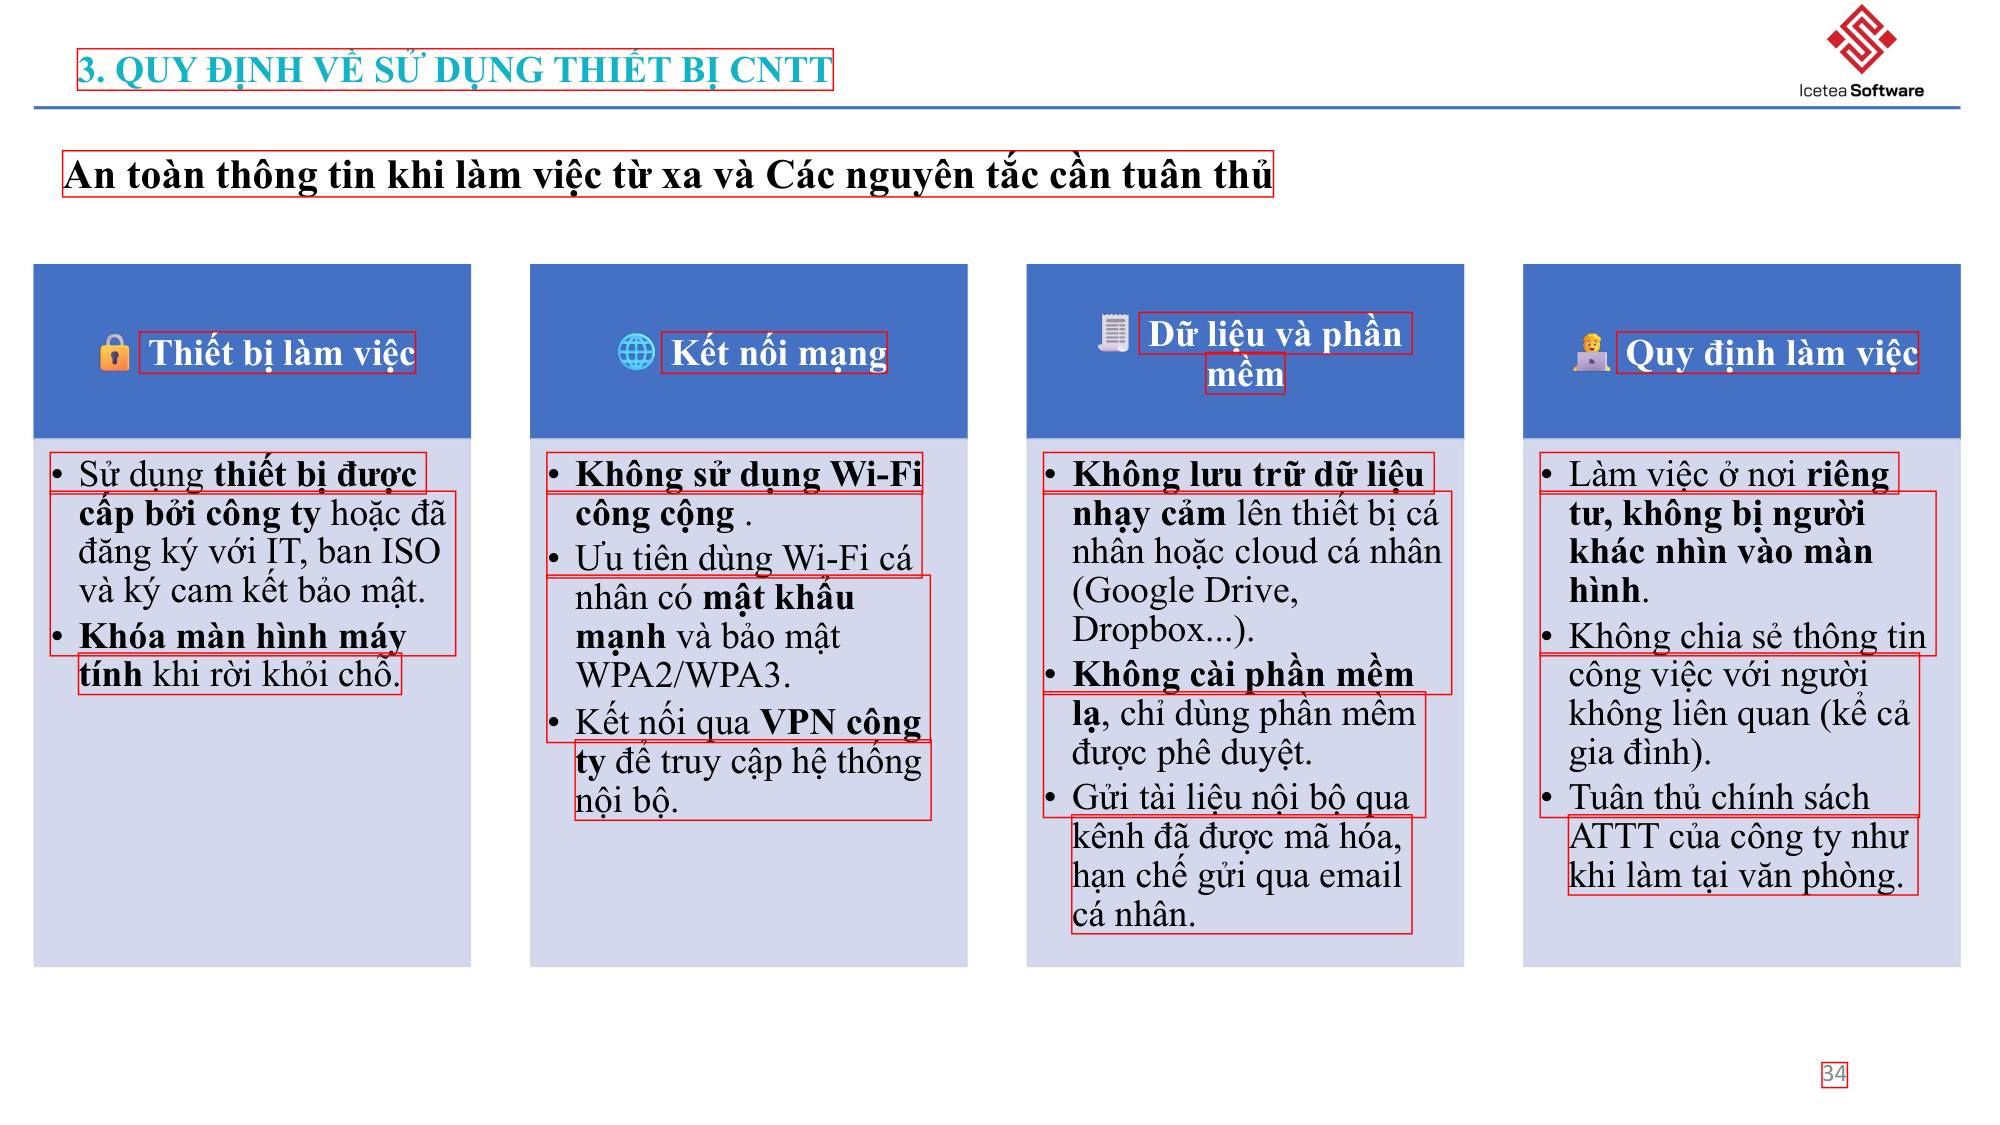 3. QUY ĐỊNH VỀ SỬ DỤNG THIẾT BỊ CNTT
Icetea Software
An toàn thông tin khi làm việc từ xa và Các nguyên tắc cần tuân thủ
Thiết bị làm việc
• Sử dụng thiết bị được
cấp bởi công ty hoặc đã
đăng ký với IT, ban ISO
và ký cam kết bảo mật.
• Khóa màn hình máy
tính khi rời khỏi chỗ.
Kết nối mạng
• Không sử dụng Wi-Fi
công cộng .
• Ưu tiên dùng Wi-Fi cá
nhân có mật khẩu
mạnh và bảo mật
WPA2/WPA3.
• Kết nối qua VPN công
ty để truy cập hệ thống
nội bộ.
Dữ liệu và phần
mềm
• Không lưu trữ dữ liệu
nhạy cảm lên thiết bị cá
nhân hoặc cloud cá nhân
(Google Drive,
Dropbox...).
• Không cài phần mềm
lạ, chỉ dùng phần mềm
được phê duyệt.
• Gửi tài liệu nội bộ qua
kênh đã được mã hóa,
hạn chế gửi qua email
cá nhân.
Quy định làm việc
• Làm việc ở nơi riêng
tư, không bị người
khác nhìn vào màn
hình.
• Không chia sẻ thông tin
công việc với người
không liên quan (kể cả
gia đình).
• Tuân thủ chính sách
ATTT của công ty như
khi làm tại văn phòng.
34